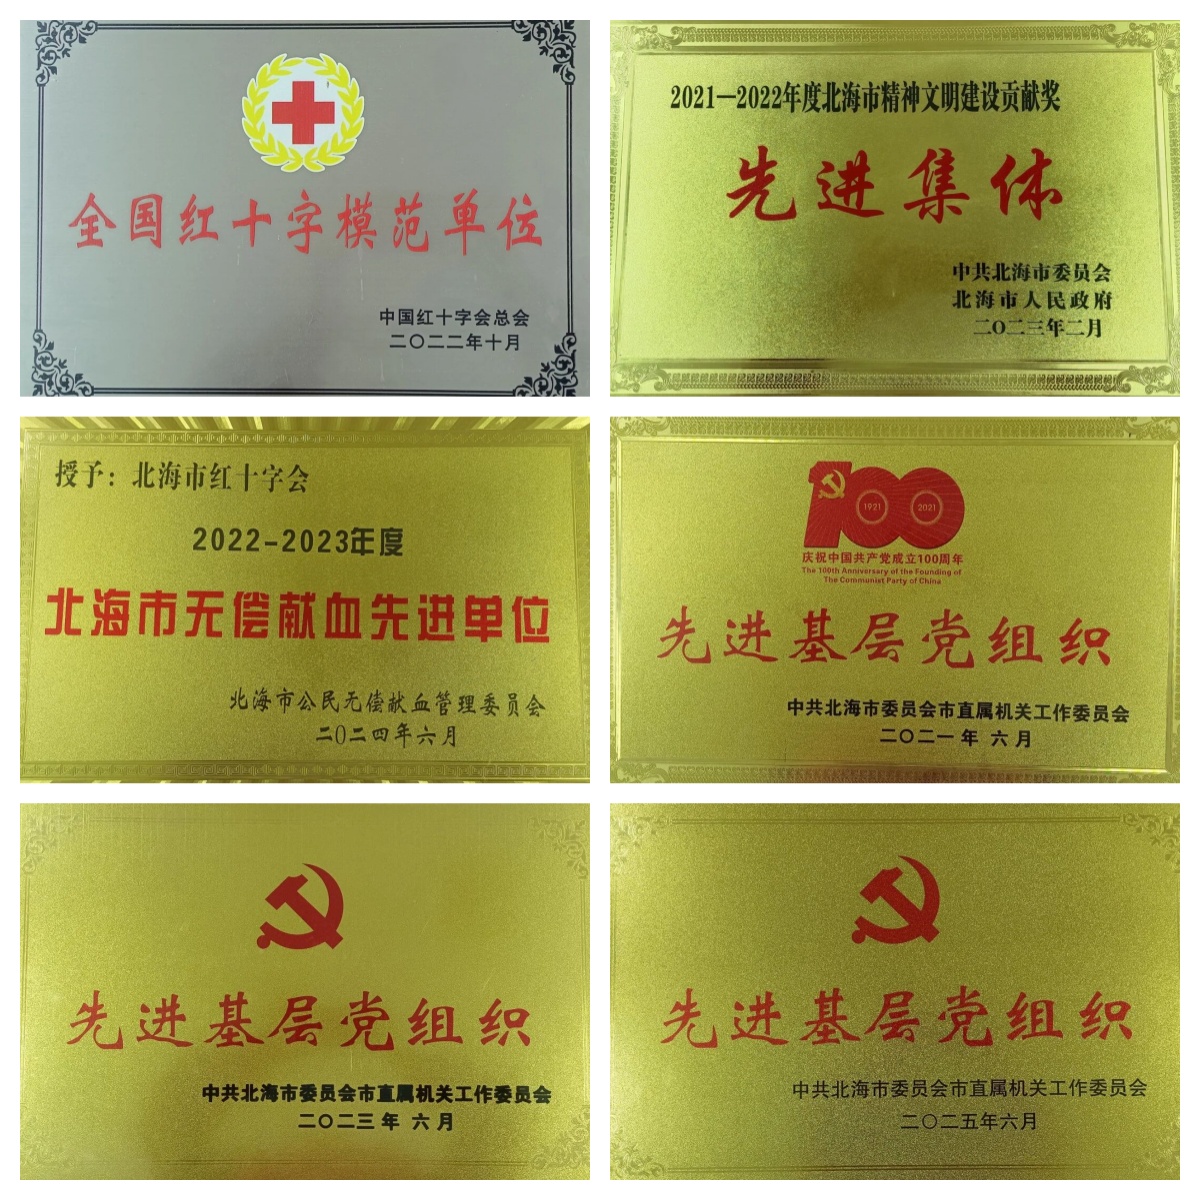 全国红十字模范单位
中国红十字会总会
二〇二二年十月
2021—2022年度北海市精神文明建设贡献奖
先进集体
中共北海市委员会
北海市人民政府
二〇二三年二月
授予：北海市红十字会
2022-2023年度
北海市无偿献血先进单位
北海市公民无偿献血管理委员会
二〇二四年六月
100
1921 2021
庆祝中国共产党成立100周年
The 100th Anniversary of the Founding of
The Communist Party of China
先进基层党组织
中共北海市委员会市直属机关工作委员会
二〇二一年 六月
先进基层党组织
中共北海市委员会市直属机关工作委员会
二〇二三年 六月
先进基层党组织
中共北海市委员会市直属机关工作委员会
二〇二五年六月